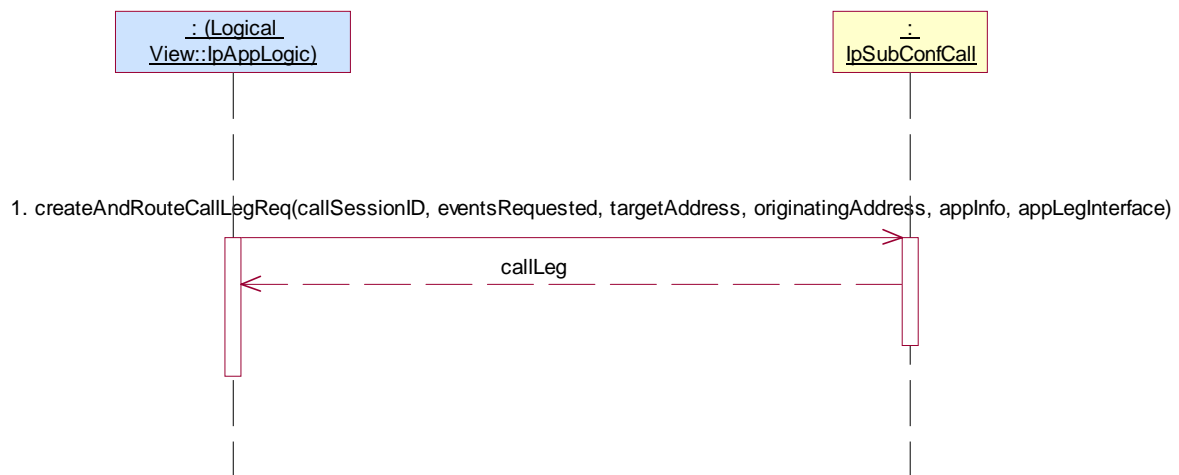 : (Logical
View::IpAppLogic)
:
IpSubConfCall
1. createAndRouteCallLegReq(callSessionID, eventsRequested, targetAddress, originatingAddress, appInfo, appLegInterface)
callLeg